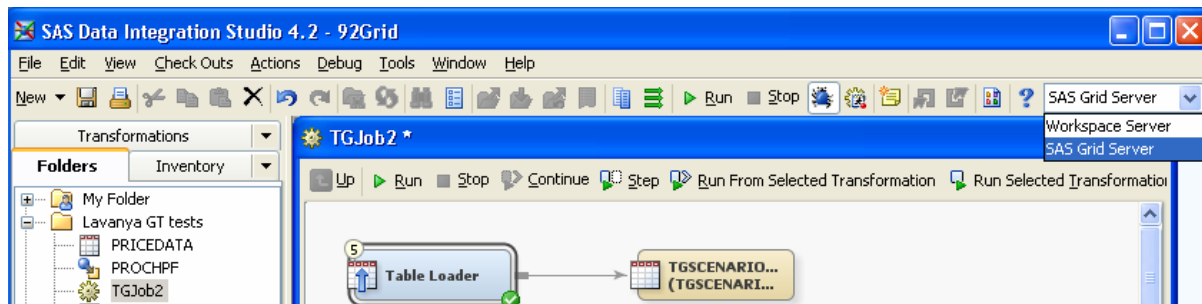 SAS Data Integration Studio 4.2 - 92Grid
File Edit View Check Outs Actions Debug Tools Window Help
New Run Stop ? SAS Grid Server
Workspace Server
SAS Grid Server
Transformations
Folders Inventory
My Folder
Lavanya GT tests
PRICEDATA
PROCHPF
TGJob2
TGJob2 *
Up Run Stop Continue Step Run From Selected Transformation Run Selected Transformatio
5
Table Loader
TGSCENARIO...
(TGSCENARI...